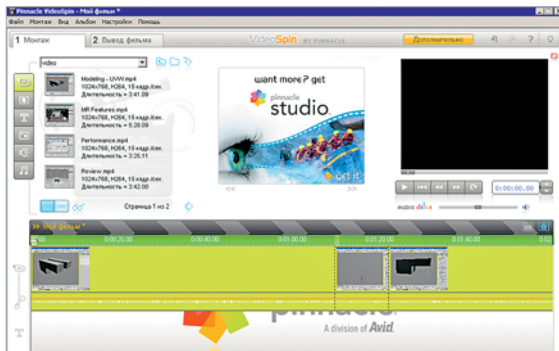 Pinnacle VideoSpin - Мой фильм *
Файл Монтаж Вид Альбом Настройки Помощь
1 Монтаж
2 Вывод фильма
VideoSpin BY PINNACLE
Дополнительно
video
Modeling - UVW.mp4
1024x768, H264, 15 кадр./сек.
Длительность = 3:41.09
MR Features.mp4
1024x768, H264, 15 кадр./сек.
Длительность = 5:28.09
Performance.mp4
1024x768, H264, 15 кадр./сек.
Длительность = 3:25.11
Review.mp4
1024x768, H264, 15 кадр./сек.
Длительность = 3:42.00
Страница 1 из 2
want more? get
pinnacle
studio
get it
<< >>
0:00:00.00
audio
Мой фильм *
0:00:20.00 0:00:40.00 0:01:00.00 0:01:20.00 0:01:40.00 0:02
A division of Avid